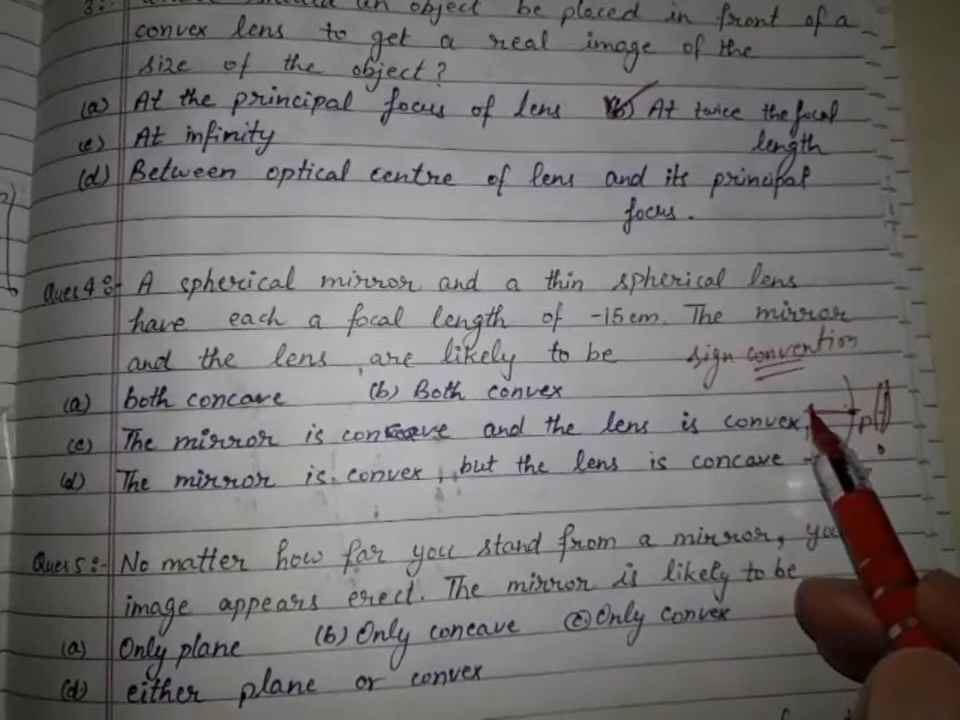 an object be placed in front of a
convex lens to get a real image of the
size of the object?
(a) At the principal focus of lens (b) At twice the focal
(c) At infinity length
(d) Between optical centre of lens and its principal
focus.
Ques 4:- A spherical mirror and a thin spherical lens
have each a focal length of -15cm. The mirror
and the lens, are likely to be sign convention
(a) both concave (b) Both convex
(c) The mirror is concave and the lens is convex,
P
(d) The mirror is convex, but the lens is concave
Ques 5:- No matter how far you stand from a mirror,
image appears erect. The mirror is likely to be
(a) Only plane (b) Only concave (c) Only convex
(d) either plane or convex